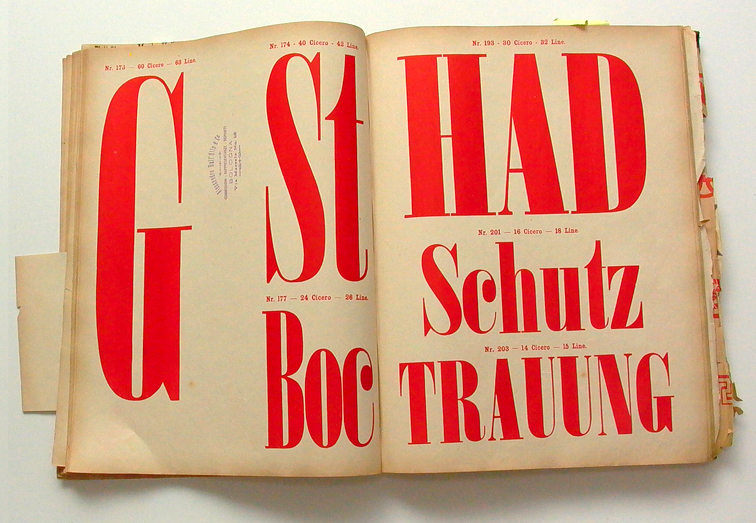 Nr. 173 — 60 Cicero — 63 Line.
G
Nr. 174 - 40 Cicero - 42 Line.
St
Nr. 177 — 24 Cicero — 26 Line.
Boc
BOLOGNA
Nr. 193 - 30 Cicero - 32 Line.
HAD
Nr. 201 — 16 Cicero — 18 Line.
Schutz
Nr. 203 — 14 Cicero — 15 Line.
TRAUUNG